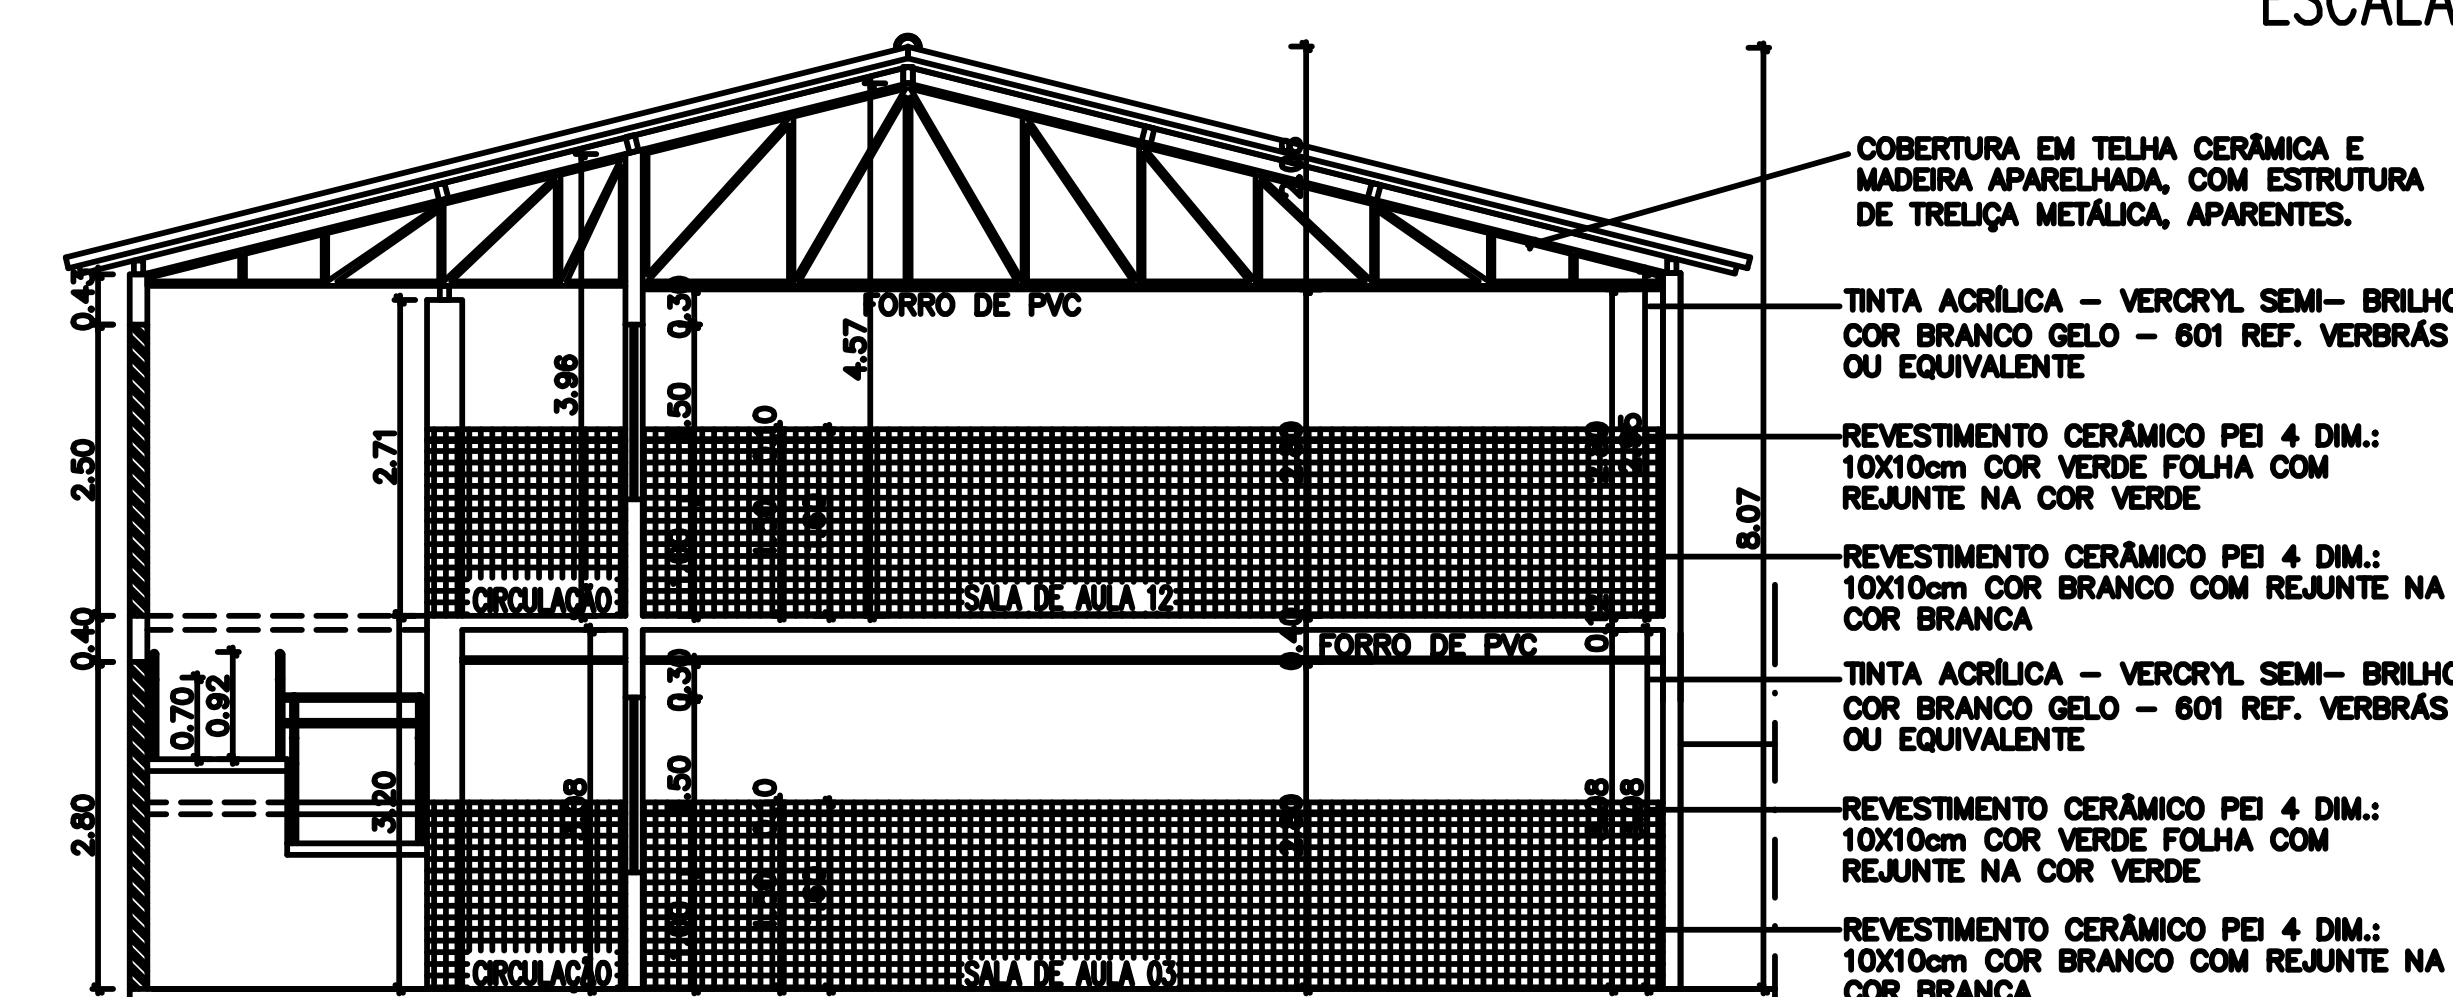 COBERTURA EM TELHA CERÂMICA E
MADEIRA APARELHADA, COM ESTRUTURA
DE TRELIÇA METÁLICA, APARENTES.
0.43
0.30
FORRO DE PVC
TINTA ACRÍLICA - VERCRYL SEMI- BRILHO
COR BRANCO GELO - 601 REF. VERBRÁS
OU EQUIVALENTE
4.57
3.96
2.71
2.50
REVESTIMENTO CERÂMICO PEI 4 DIM.:
10X10cm COR VERDE FOLHA COM
REJUNTE NA COR VERDE
8.07
REVESTIMENTO CERÂMICO PEI 4 DIM.:
10X10cm COR BRANCO COM REJUNTE NA
COR BRANCA
CIRCULAÇÃO
SALA DE AULA 12
0.40
0.40
0.12
FORRO DE PVC
0.30
0.70
0.92
TINTA ACRÍLICA - VERCRYL SEMI- BRILHO
COR BRANCO GELO - 601 REF. VERBRÁS
OU EQUIVALENTE
2.80
3.20
REVESTIMENTO CERÂMICO PEI 4 DIM.:
10X10cm COR VERDE FOLHA COM
REJUNTE NA COR VERDE
REVESTIMENTO CERÂMICO PEI 4 DIM.:
10X10cm COR BRANCO COM REJUNTE NA
COR BRANCA
CIRCULAÇÃO
SALA DE AULA 03